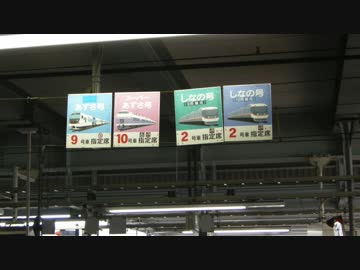 あずさ号
9号車 指定席
スーパー
あずさ号
10号車 指定席
しなの号
2号車 指定席
しなの号
2号車 指定席